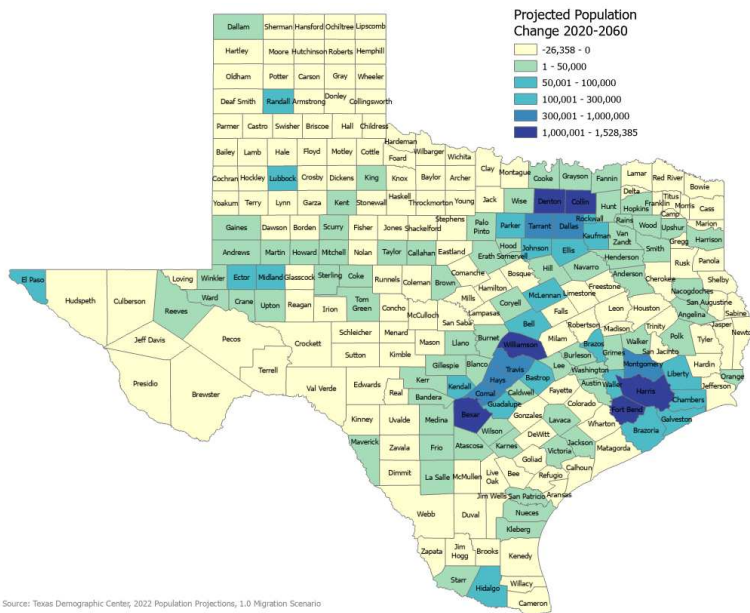 Projected Population
Change 2020-2060
-26,358 - 0
1 - 50,000
50,001 - 100,000
100,001 - 300,000
300,001 - 1,000,000
1,000,001 - 1,528,385
Dallam Sherman Hansford Ochiltree Lipscomb
Hartley Moore Hutchinson Roberts Hemphill
Oldham Potter Carson Gray Wheeler
Deaf Smith Randall Armstrong Donley Collingsworth
Parmer Castro Swisher Briscoe Hall Childress
Hardeman
Bailey Lamb Hale Floyd Motley Cottle Foard Wilbarger Wichita
Clay Montague Cooke Grayson Fannin Lamar Red River Bowie
Cochran Hockley Lubbock Crosby Dickens King Knox Baylor Archer
Jack Wise Denton Collin Hunt Delta Hopkins Franklin Titus Camp Morris Cass Marion
Yoakum Terry Lynn Garza Kent Stonewall Haskell Throckmorton Young
Rockwall Rains Wood Upshur Harrison
Gaines Dawson Borden Scurry Fisher Jones Shackelford Stephens Palo Pinto Parker Tarrant Dallas Kaufman Van Zandt Smith Gregg
Andrews Martin Howard Mitchell Nolan Taylor Callahan Eastland Erath Hood Somervell Johnson Ellis Henderson Rusk Panola
El Paso Hudspeth Culberson Loving Winkler Ector Midland Glasscock Sterling Coke Runnels Coleman Brown Comanche Bosque Hill Navarro Anderson Cherokee Shelby
Hamilton Freestone Nacogdoches San Augustine
Reeves Ward Crane Upton Reagan Irion Tom Green Concho McCulloch Mills Coryell McLennan Limestone Leon Houston Angelina Sabine
San Saba Lampasas Bell Falls Robertson Madison Trinity Polk Tyler Jasper Newton
Jeff Davis Pecos Crockett Schleicher Menard Mason Llano Burnet Williamson Milam Brazos Grimes Walker San Jacinto Hardin
Sutton Kimble Gillespie Blanco Travis Lee Burleson Washington Montgomery Liberty Orange
Presidio Brewster Terrell Val Verde Edwards Real Kerr Kendall Hays Comal Bastrop Caldwell Fayette Austin Waller Harris Chambers Jefferson
Bandera Guadalupe Gonzales Colorado Fort Bend Galveston
Kinney Uvalde Medina Bexar Wilson Lavaca Wharton Brazoria
Maverick Zavala Frio Atascosa Karnes DeWitt Jackson Matagorda
Dimmit La Salle McMullen Live Oak Bee Goliad Victoria Calhoun
Refugio
Webb Duval Jim Wells San Patricio Aransas
Nueces
Kleberg
Zapata Jim Hogg Brooks Kenedy
Starr Hidalgo Willacy
Cameron
Source: Texas Demographic Center, 2022 Population Projections, 1.0 Migration Scenario